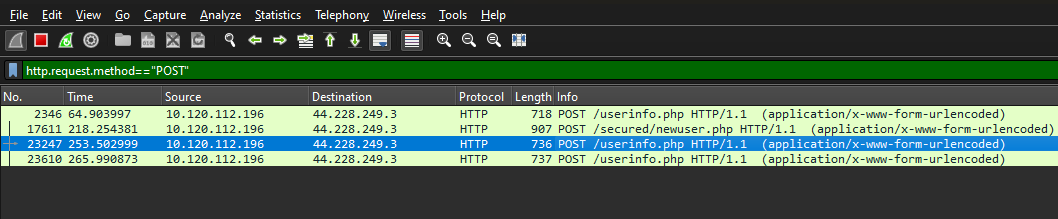 File Edit View Go Capture Analyze Statistics Telephony Wireless Tools Help
http.request.method=="POST"
No. Time Source Destination Protocol Length Info
2346 64.903997 10.120.112.196 44.228.249.3 HTTP 718 POST /userinfo.php HTTP/1.1 (application/x-www-form-urlencoded)
17611 218.254381 10.120.112.196 44.228.249.3 HTTP 907 POST /secured/newuser.php HTTP/1.1 (application/x-www-form-urlencoded)
23247 253.502999 10.120.112.196 44.228.249.3 HTTP 736 POST /userinfo.php HTTP/1.1 (application/x-www-form-urlencoded)
23610 265.990873 10.120.112.196 44.228.249.3 HTTP 737 POST /userinfo.php HTTP/1.1 (application/x-www-form-urlencoded)